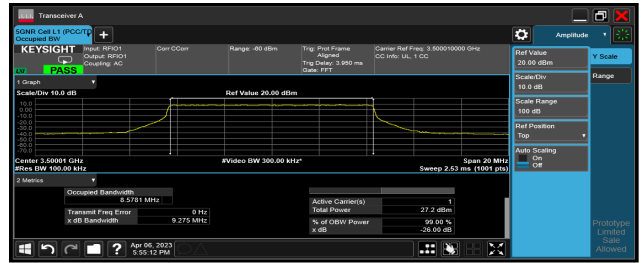 Transceiver A
5GNR Cell L1 (PCC/TD
Occupied BW
Amplitude
KEYSIGHT
Input: RFIO1
Output: RFIO1
Coupling: AC
Corr CCorr
Range: -60 dBm
Trig: Prot Frame
Aligned
Trig Delay: 3.950 ms
Gate: FFT
Carrier Ref Freq: 3.500010000 GHz
CC Info: UL, 1 CC
PASS
Ref Value
20.00 dBm
Y Scale
Scale/Div
10.0 dB
Range
Scale Range
100 dB
Ref Position
Top
Auto Scaling
On
Off
1 Graph
Scale/Div 10.0 dB
Ref Value 20.00 dBm
10.0
0.00
-10.0
-20.0
-30.0
-40.0
-50.0
-60.0
-70.0
Center 3.50001 GHz
#Video BW 300.00 kHz*
Span 20 MHz
#Res BW 100.00 kHz
Sweep 2.53 ms (1001 pts)
2 Metrics
Occupied Bandwidth
8.5781 MHz
Active Carrier(s) 1
Total Power 27.2 dBm
Transmit Freq Error 0 Hz
x dB Bandwidth 9.275 MHz
% of OBW Power 99.00 %
x dB -26.00 dB
Prototype
Limited
Sale
Allowed
Apr 06, 2023
5:55:12 PM